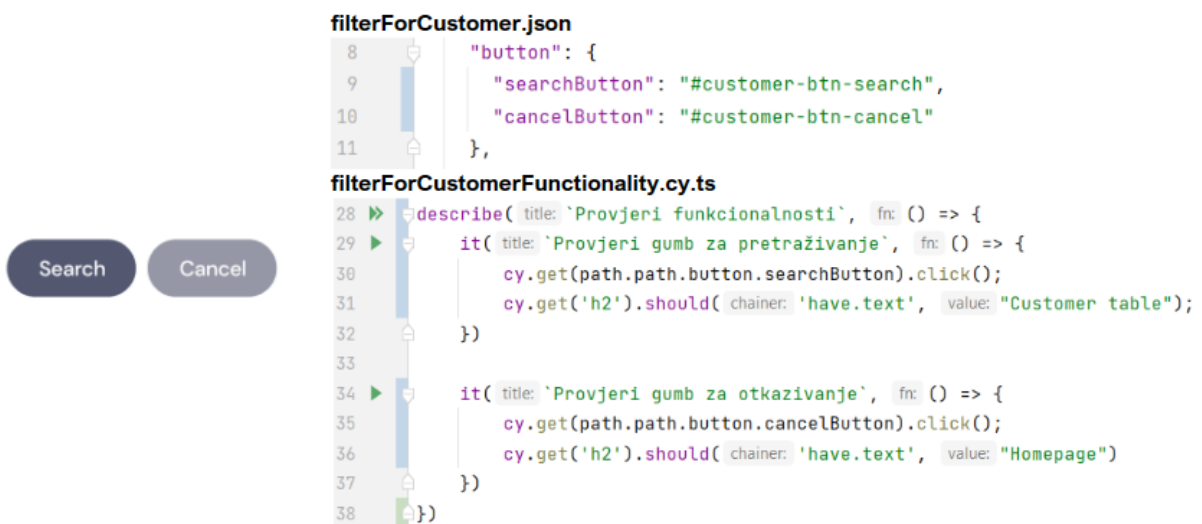 filterForCustomer.json
8 "button": {
9 "searchButton": "#customer-btn-search",
10 "cancelButton": "#customer-btn-cancel"
11 },
filterForCustomerFunctionality.cy.ts
28 describe( title: `Provjeri funkcionalnosti`, fn: () => {
29 it( title: `Provjeri gumb za pretraživanje`, fn: () => {
30 cy.get(path.path.button.searchButton).click();
31 cy.get('h2').should( chainer: 'have.text', value: "Customer table");
32 })
33
34 it( title: `Provjeri gumb za otkazivanje`, fn: () => {
35 cy.get(path.path.button.cancelButton).click();
36 cy.get('h2').should( chainer: 'have.text', value: "Homepage")
37 })
38 })
Search Cancel